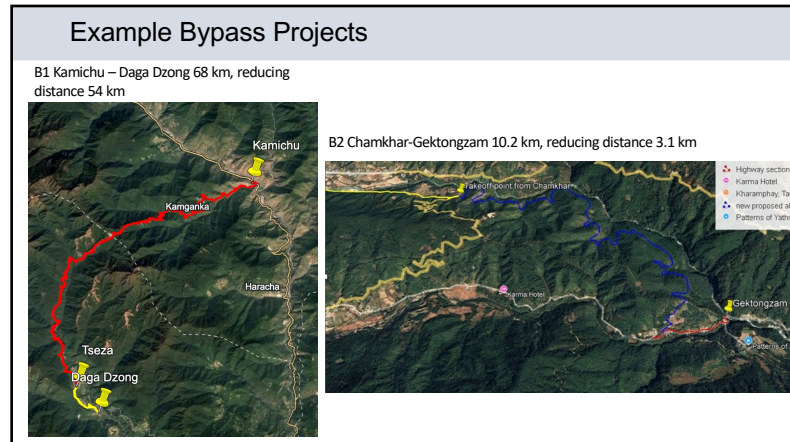 Example Bypass Projects
B1 Kamichu – Daga Dzong 68 km, reducing
distance 54 km
Kamichu
Kamganka
Haracha
Tseza
Daga Dzong
B2 Chamkhar-Gektongzam 10.2 km, reducing distance 3.1 km
Takeoff point from Chamkhar
Highway section
Karma Hotel
Kharamphay, Ta
new proposed al
Patterns of Yath
Karma Hotel
Gektongzam
Patterns of